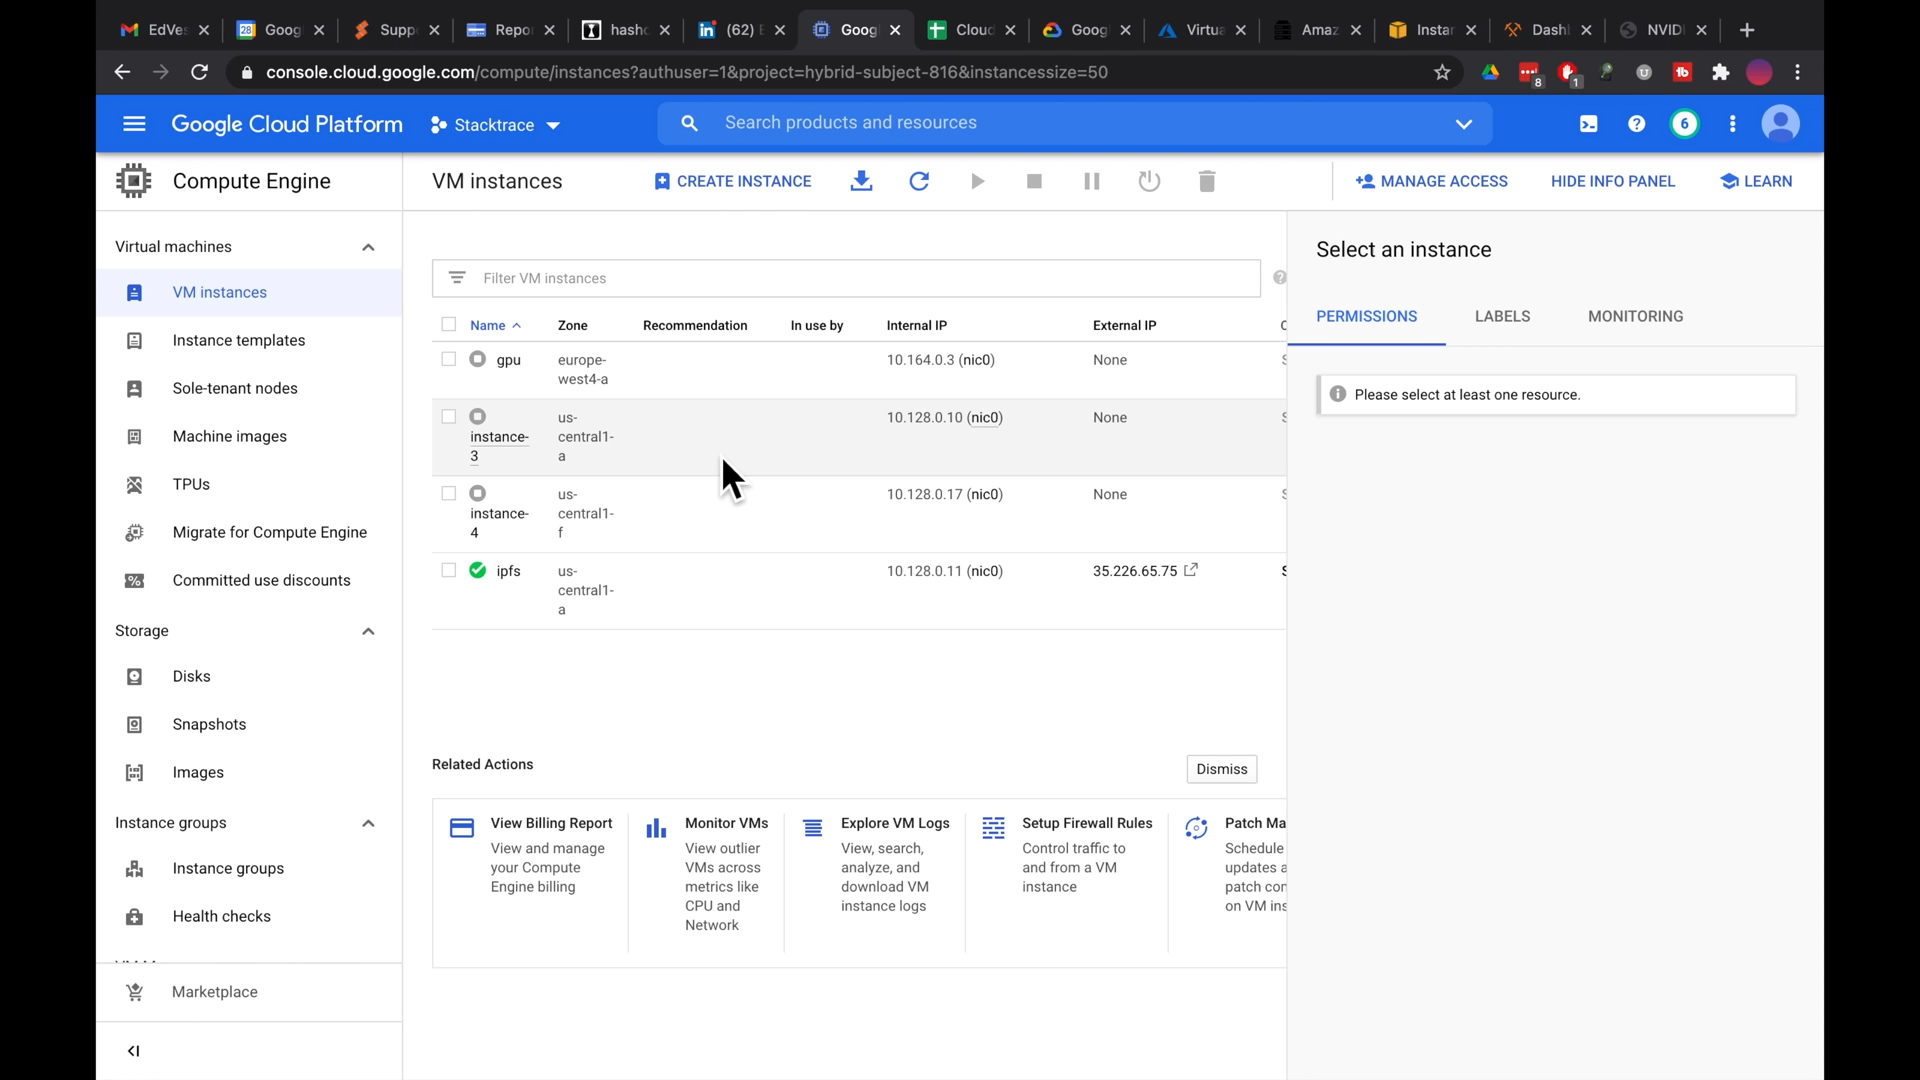 EdVes
28 Goog
Supp
Repo
hashc
(62) E
Goog
Cloud
Goog
Virtua
Amaz
Instar
Dash
NVIDI
console.cloud.google.com/compute/instances?authuser=1&project=hybrid-subject-816&instancessize=50
8
1
Google Cloud Platform
Stacktrace
Search products and resources
6
Compute Engine
VM instances
CREATE INSTANCE
MANAGE ACCESS
HIDE INFO PANEL
LEARN
Virtual machines
VM instances
Instance templates
Sole-tenant nodes
Machine images
TPUs
Migrate for Compute Engine
Committed use discounts
Storage
Disks
Snapshots
Images
Instance groups
Instance groups
Health checks
Marketplace
Filter VM instances
Name
Zone
Recommendation
In use by
Internal IP
External IP
gpu
europe-
west4-a
10.164.0.3 (nic0)
None
instance-
3
us-
central1-
a
10.128.0.10 (nic0)
None
instance-
4
us-
central1-
f
10.128.0.17 (nic0)
None
ipfs
us-
central1-
a
10.128.0.11 (nic0)
35.226.65.75
Related Actions
Dismiss
View Billing Report
View and manage
your Compute
Engine billing
Monitor VMs
View outlier
VMs across
metrics like
CPU and
Network
Explore VM Logs
View, search,
analyze, and
download VM
instance logs
Setup Firewall Rules
Control traffic to
and from a VM
instance
Patch Ma
Schedule
updates a
patch con
on VM ins
Select an instance
PERMISSIONS
LABELS
MONITORING
Please select at least one resource.